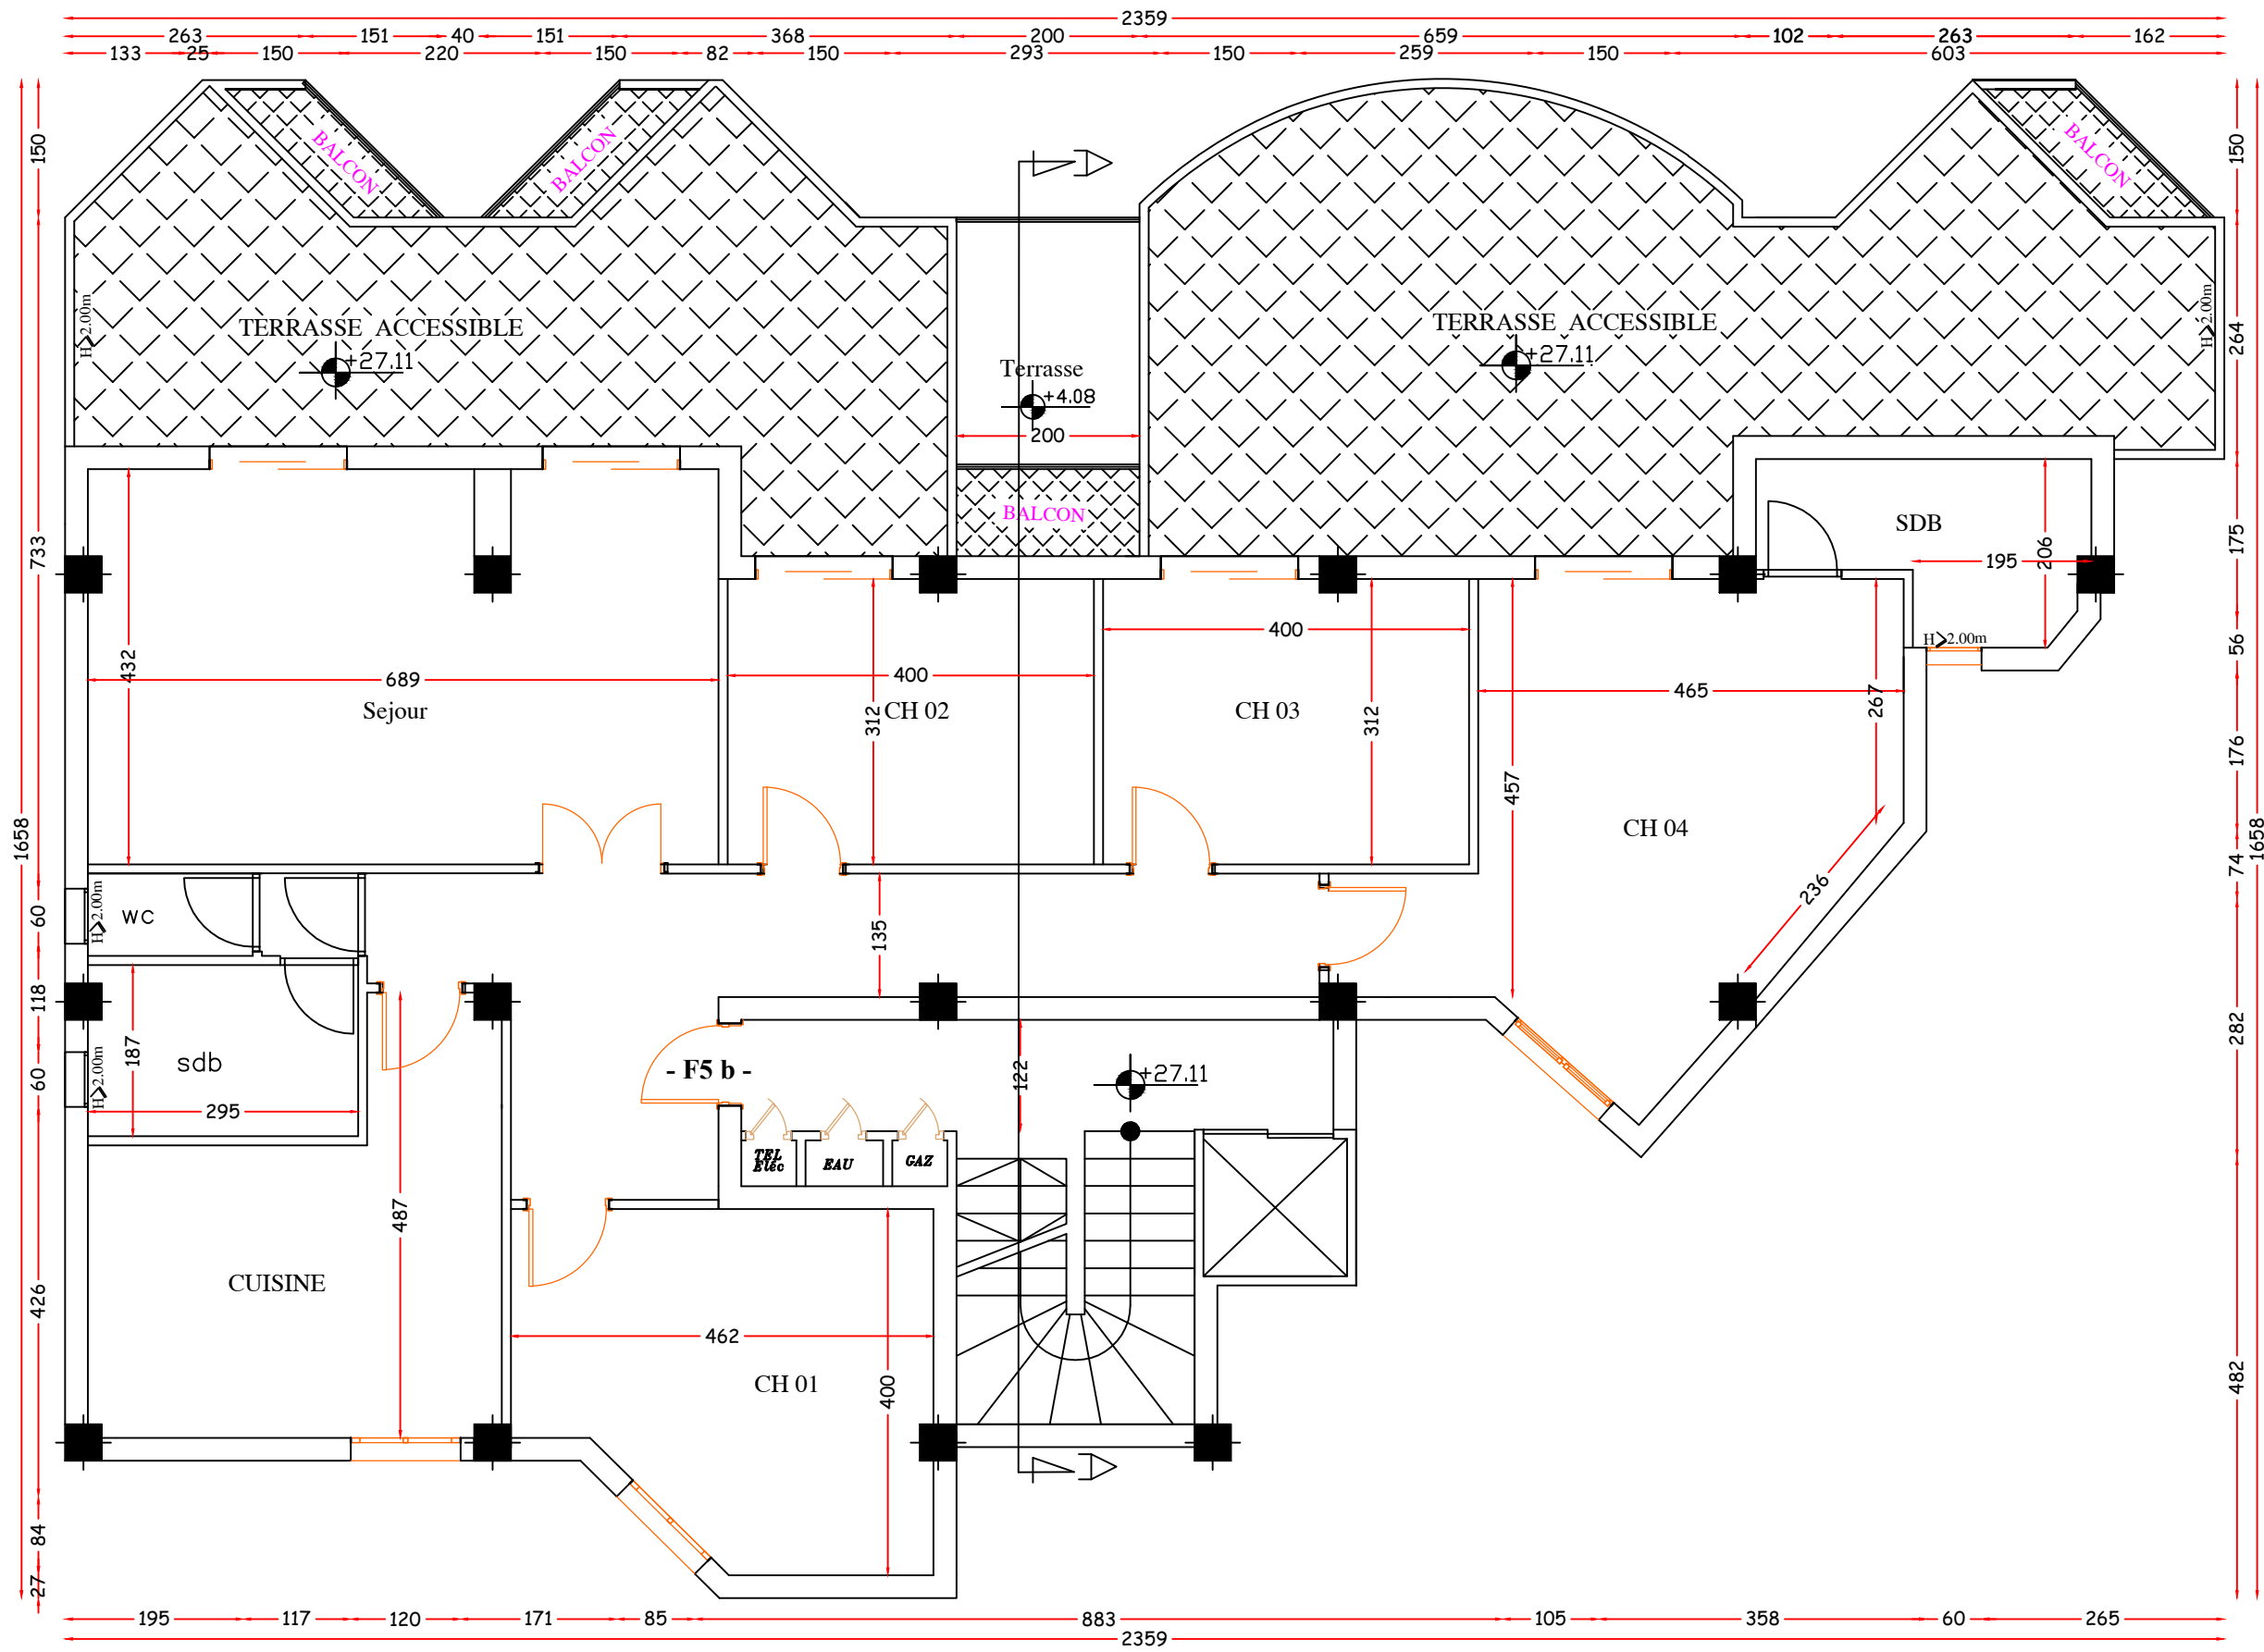 2359
263 151 40 151 368 200 659 102 263 162
133 25 150 220 150 82 150 293 150 259 150 603
BALCON
BALCON
BALCON
150
150
H>2.00m
H>2.00m
TERRASSE ACCESSIBLE
+27.11
TERRASSE ACCESSIBLE
+27.11
264
Terrasse
+4.08
200
BALCON
SDB
195
206
733
175
56
H>2.00m
432
689
Sejour
400
312
CH 02
400
312
CH 03
465
267
457
CH 04
236
176
74
1658
1658
60
H>2.00m
WC
135
118
187
sdb
295
60
H>2.00m
- F5 b -
122
+27.11
282
TEL
Eléc
EAU
GAZ
487
CUISINE
426
462
CH 01
400
482
84
27
195 117 120 171 85 883 105 358 60 265
2359